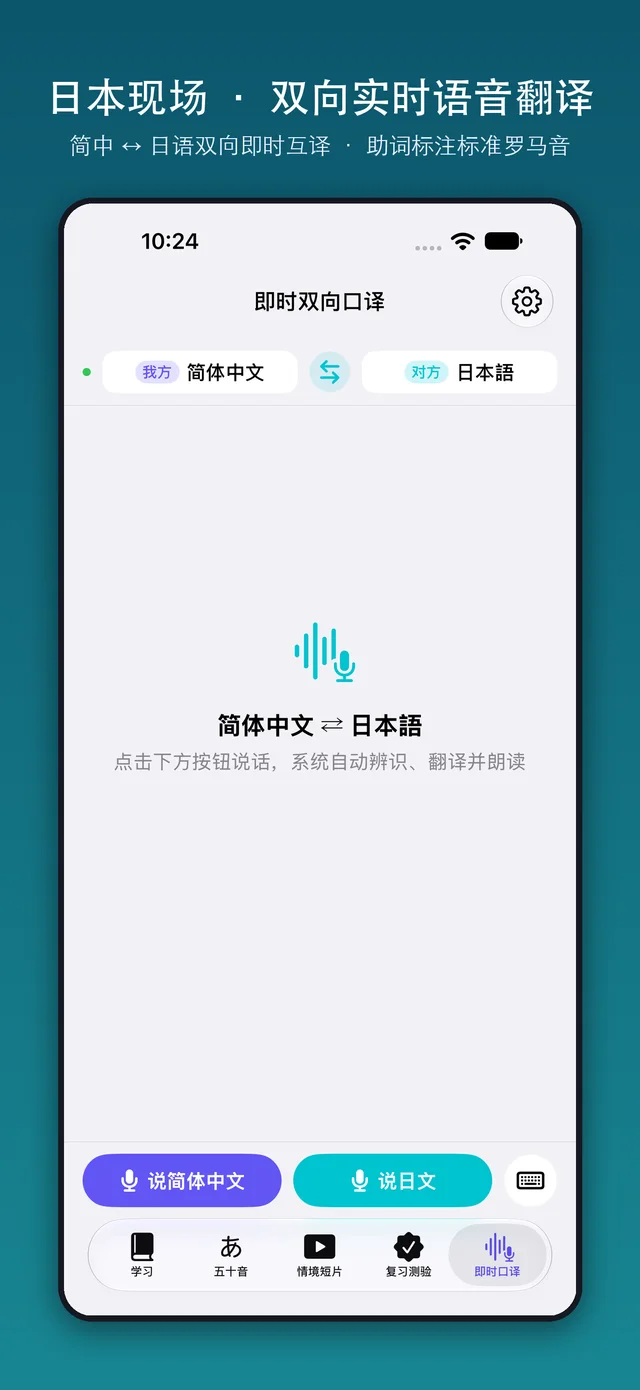 日本现场 · 双向实时语音翻译
简中 ↔ 日语双向即时互译 · 助词标注标准罗马音
10:24
即时双向口译
我方 简体中文 对方 日本語
简体中文 ⇄ 日本語
点击下方按钮说话，系统自动辨识、翻译并朗读
说简体中文 说日文
あ
学习 五十音 情境短片 复习测验 即时口译